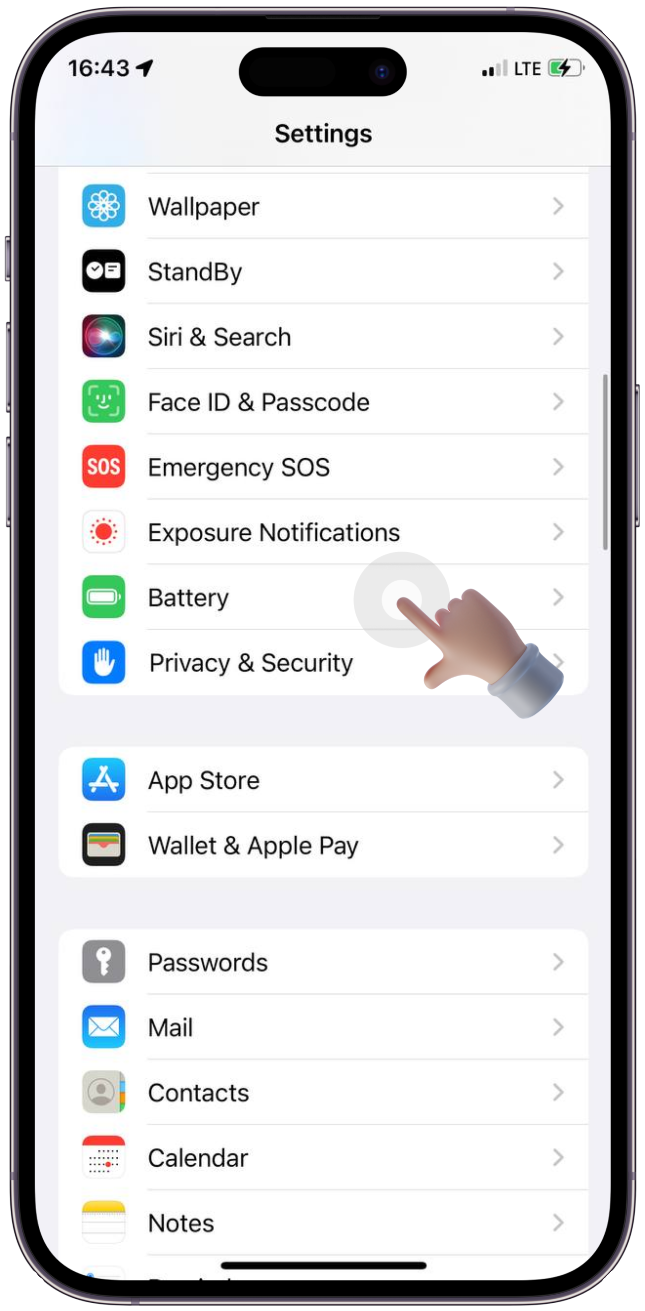 16:43 LTE
Settings
Wallpaper
StandBy
Siri & Search
Face ID & Passcode
SOS Emergency SOS
Exposure Notifications
Battery
Privacy & Security
App Store
Wallet & Apple Pay
Passwords
Mail
Contacts
Calendar
Notes